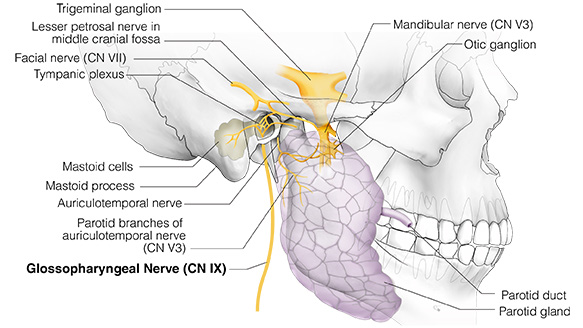 Trigeminal ganglion
Lesser petrosal nerve in
middle cranial fossa
Facial nerve (CN VII)
Tympanic plexus
Mandibular nerve (CN V3)
Otic ganglion
Mastoid cells
Mastoid process
Auriculotemporal nerve
Parotid branches of
auriculotemporal nerve
(CN V3)
Glossopharyngeal Nerve (CN IX)
Parotid duct
Parotid gland